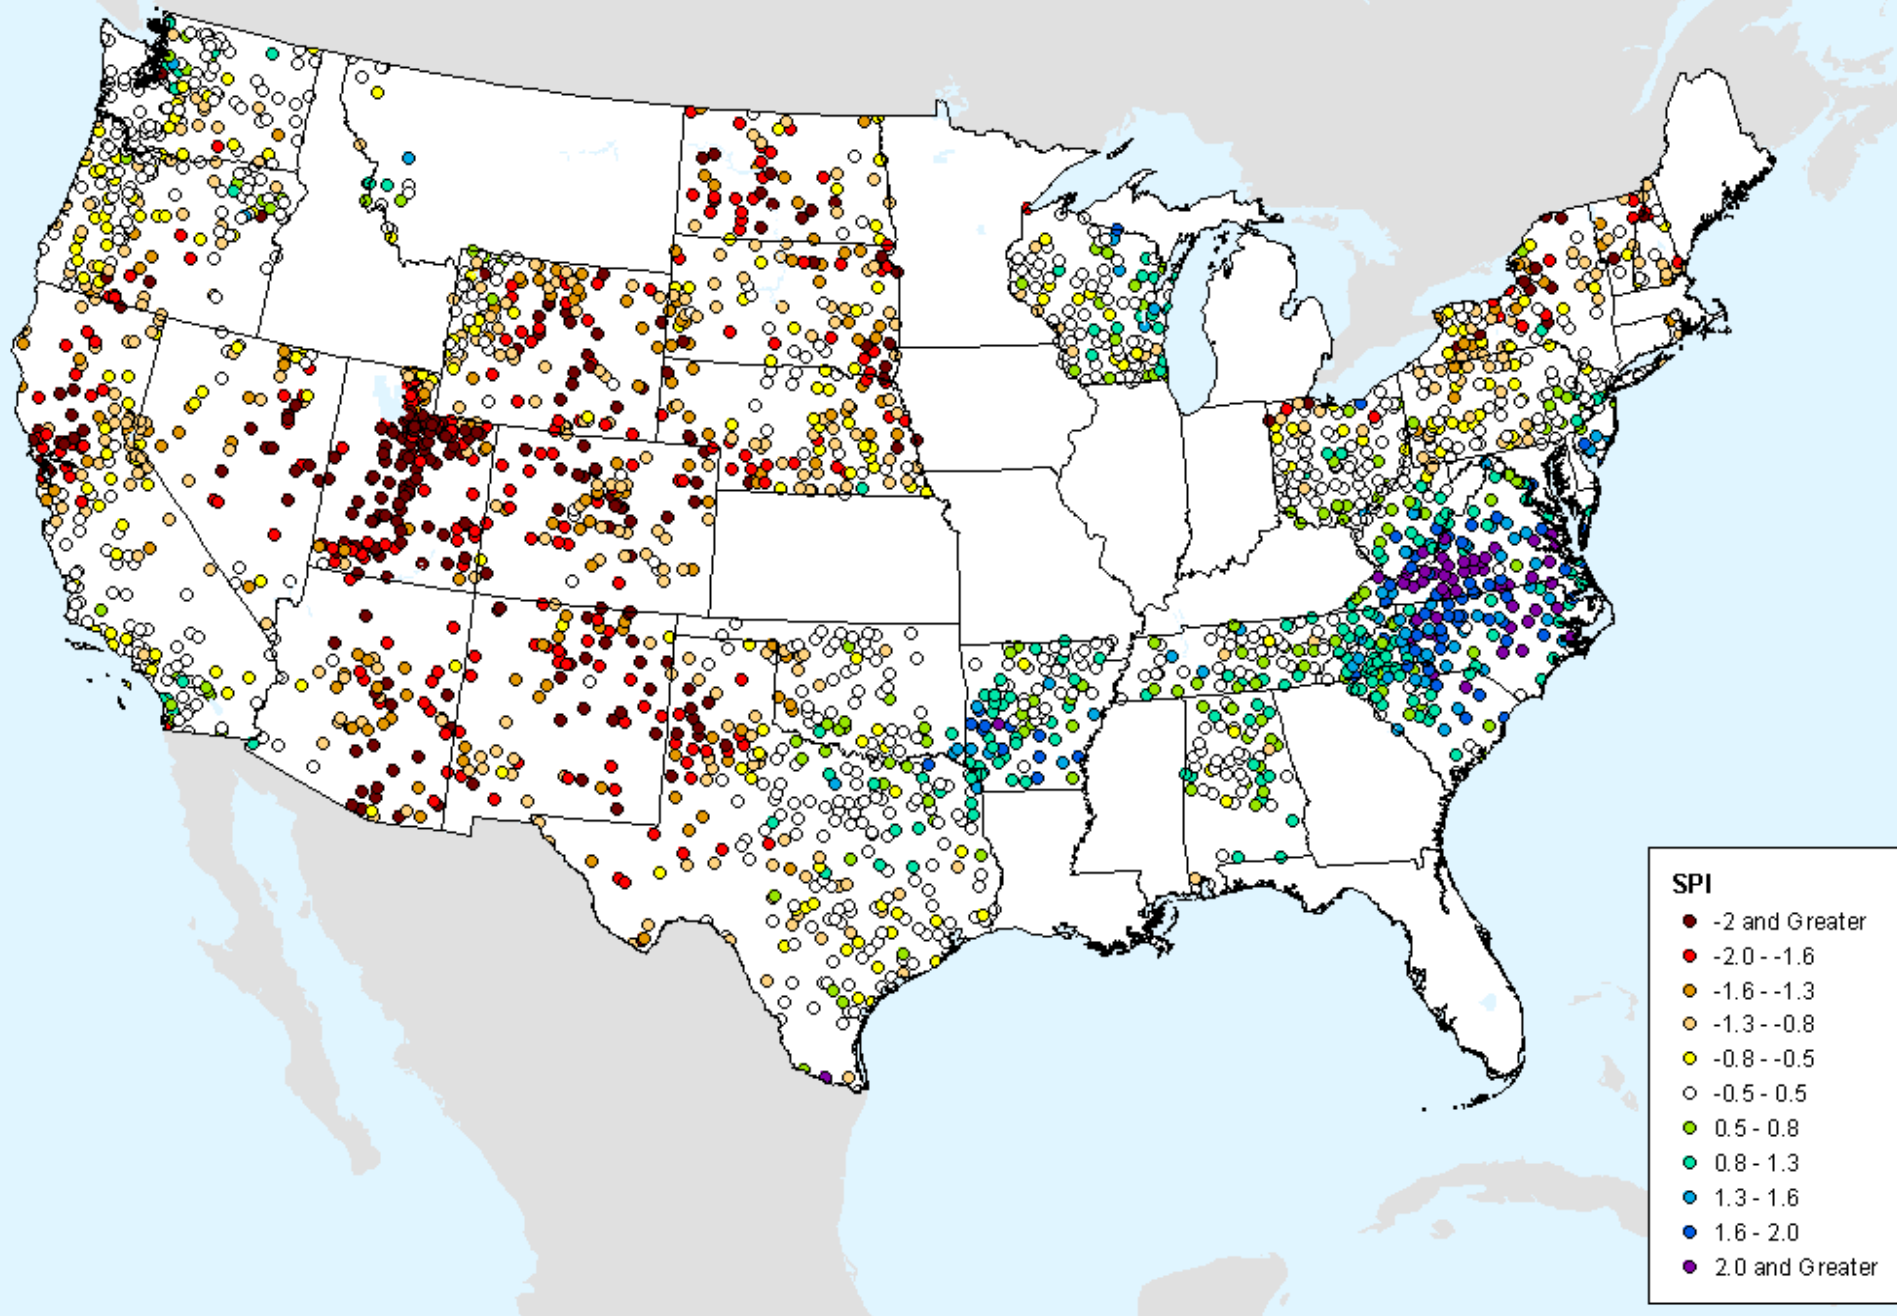 SPI
-2 and Greater
-2.0 - -1.6
-1.6 - -1.3
-1.3 - -0.8
-0.8 - -0.5
-0.5 - 0.5
0.5 - 0.8
0.8 - 1.3
1.3 - 1.6
1.6 - 2.0
2.0 and Greater